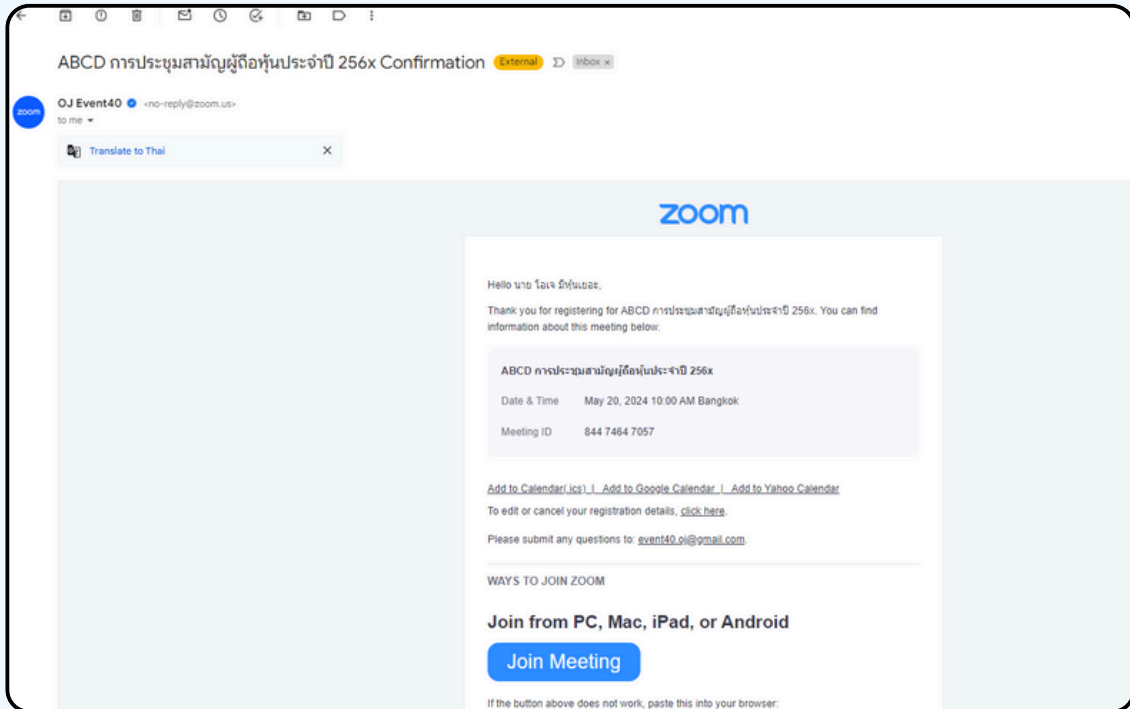 ABCD การประชุมสามัญผู้ถือหุ้นประจำปี 256x Confirmation External Inbox x
zoom
OJ Event40 <no-reply@zoom.us>
to me
Translate to Thai
zoom
Hello นาย โอเจ มีหุ้นเยอะ,
Thank you for registering for ABCD การประชุมสามัญผู้ถือหุ้นประจำปี 256x. You can find
information about this meeting below.
ABCD การประชุมสามัญผู้ถือหุ้นประจำปี 256x
Date & Time May 20, 2024 10:00 AM Bangkok
Meeting ID 844 7464 7057
Add to Calendar(.ics) | Add to Google Calendar | Add to Yahoo Calendar
To edit or cancel your registration details, click here.
Please submit any questions to: event40.oj@gmail.com.
WAYS TO JOIN ZOOM
Join from PC, Mac, iPad, or Android
Join Meeting
If the button above does not work, paste this into your browser: